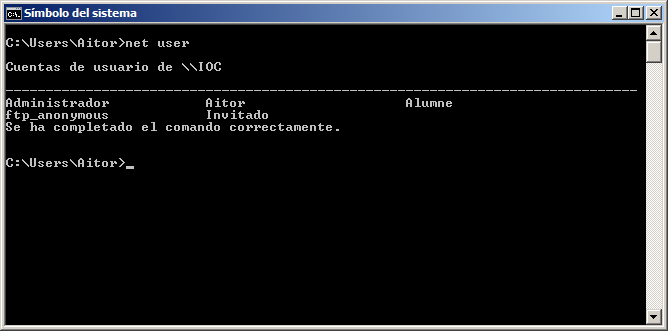 Símbolo del sistema
C:\Users\Aitor>net user
Cuentas de usuario de \\IOC
-------------------------------------------------------------------------------
Administrador            Aitor                    Alumne
ftp_anonymous            Invitado
Se ha completado el comando correctamente.
C:\Users\Aitor>_